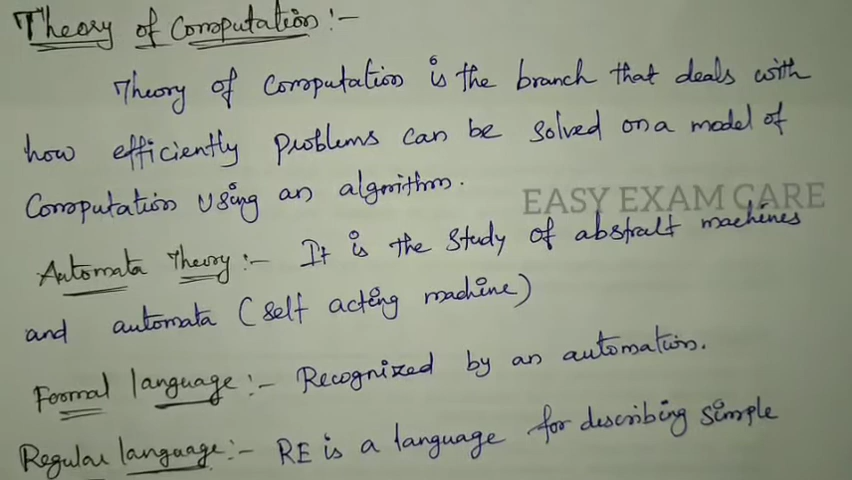 Theory of Computation :-
Theory of Computation is the branch that deals with
how efficiently problems can be solved on a model of
Computation Using an algorithm.
EASY EXAM CARE
Automata Theory :- It is the study of abstralt machines
and automata (self acting machine)
Formal language :- Recognized by an automation.
Regular language :- RE is a language for describing simple